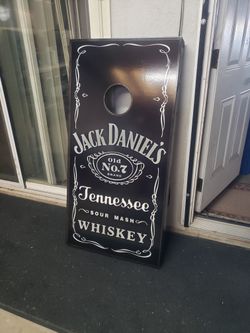 JACK DANIEL'S
Old
No.7
BRAND
Tennessee
SOUR MASH
WHISKEY